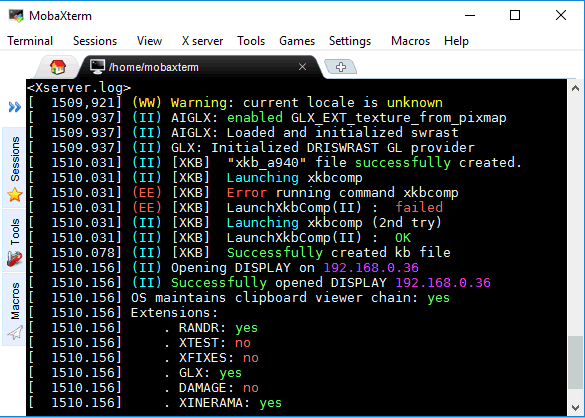 MobaXterm
Terminal Sessions View X server Tools Games Settings Macros Help
/home/mobaxterm
Sessions
Tools
Macros
<Xserver.log>
[ 1509,921] (WW) Warning: current locale is unknown
[ 1509.937] (II) AIGLX: enabled GLX_EXT_texture_from_pixmap
[ 1509.937] (II) AIGLX: Loaded and initialized swrast
[ 1509.937] (II) GLX: Initialized DRISWRAST GL provider
[ 1510.031] (II) [XKB] "xkb_a940" file successfully created.
[ 1510.031] (II) [XKB] Launching xkbcomp
[ 1510.031] (EE) [XKB] Error running command xkbcomp
[ 1510.031] (EE) [XKB] LaunchXkbComp(II) : failed
[ 1510.031] (II) [XKB] Launching xkbcomp (2nd try)
[ 1510.031] (II) [XKB] LaunchXkbComp(II) : OK
[ 1510.078] (II) [XKB] Successfully created kb file
[ 1510.156] (II) Opening DISPLAY on 192.168.0.36
[ 1510.156] (II) Successfully opened DISPLAY 192.168.0.36
[ 1510.156] OS maintains clipboard viewer chain: yes
[ 1510.156] Extensions:
[ 1510.156] . RANDR: yes
[ 1510.156] . XTEST: no
[ 1510.156] . XFIXES: no
[ 1510.156] . GLX: yes
[ 1510.156] . DAMAGE: no
[ 1510.156] . XINERAMA: yes